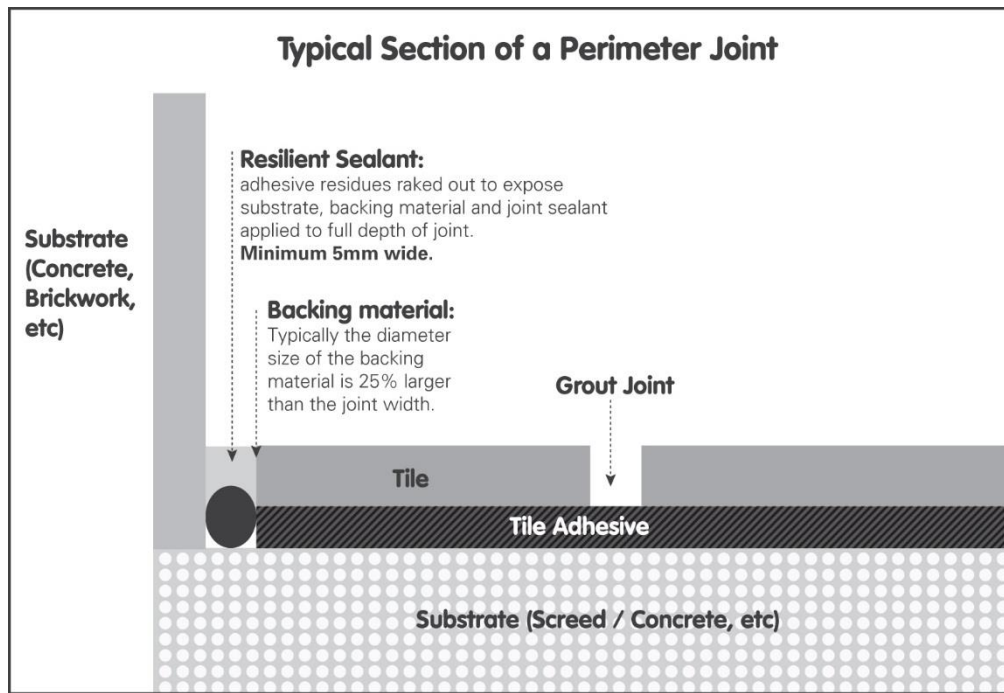 Typical Section of a Perimeter Joint
Resilient Sealant:
adhesive residues raked out to expose
substrate, backing material and joint sealant
applied to full depth of joint.
Minimum 5mm wide.
Substrate
(Concrete,
Brickwork,
etc)
Backing material:
Typically the diameter
size of the backing
material is 25% larger
than the joint width.
Grout Joint
Tile
Tile Adhesive
Substrate (Screed / Concrete, etc)